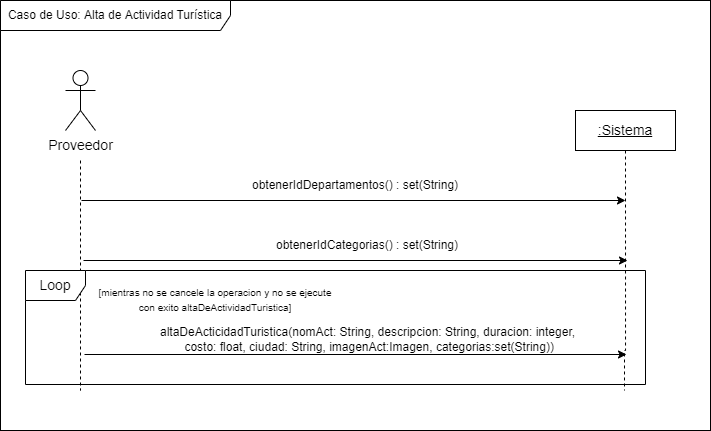 Caso de Uso: Alta de Actividad Turística
Proveedor
:Sistema
obtenerIdDepartamentos() : set(String)
obtenerIdCategorias() : set(String)
Loop
[mientras no se cancele la operacion y no se ejecute
con exito altaDeActividadTuristica]
altaDeActicidadTuristica(nomAct: String, descripcion: String, duracion: integer,
costo: float, ciudad: String, imagenAct:Imagen, categorias:set(String))